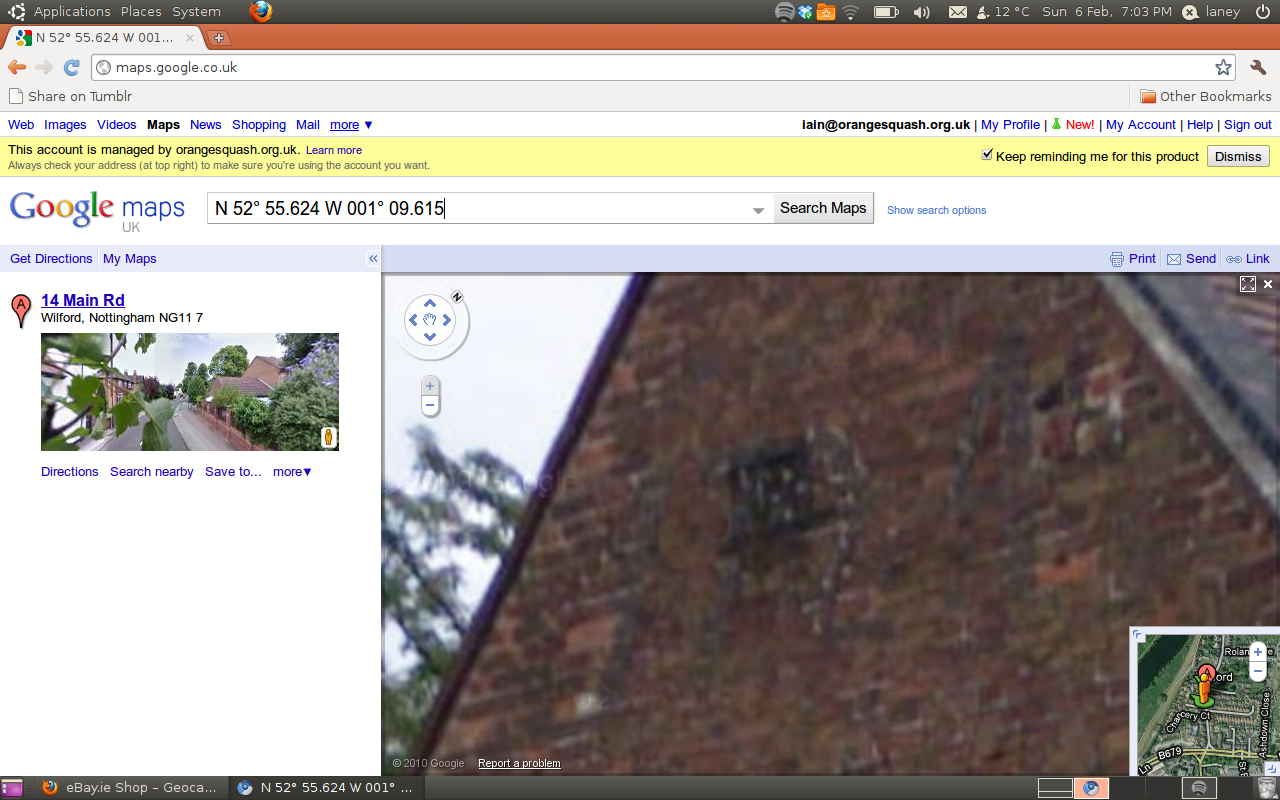 Applications Places System 12 °C Sun 6 Feb, 7:03 PM laney
N 52° 55.624 W 001...
maps.google.co.uk
Share on Tumblr Other Bookmarks
Web Images Videos Maps News Shopping Mail more ▼ iain@orangesquash.org.uk | My Profile | New! | My Account | Help | Sign out
This account is managed by orangesquash.org.uk. Learn more
Always check your address (at top right) to make sure you're using the account you want.
Keep reminding me for this product Dismiss
Google maps UK
N 52° 55.624 W 001° 09.615 Search Maps Show search options
Get Directions My Maps « Print Send Link
A 14 Main Rd
Wilford, Nottingham NG11 7
Directions Search nearby Save to... more▼
N
© 2010 Google Report a problem
A
Chancery Ct
B679
Ashdown Close
Ln
eBay.ie Shop – Geoca... N 52° 55.624 W 001° ...